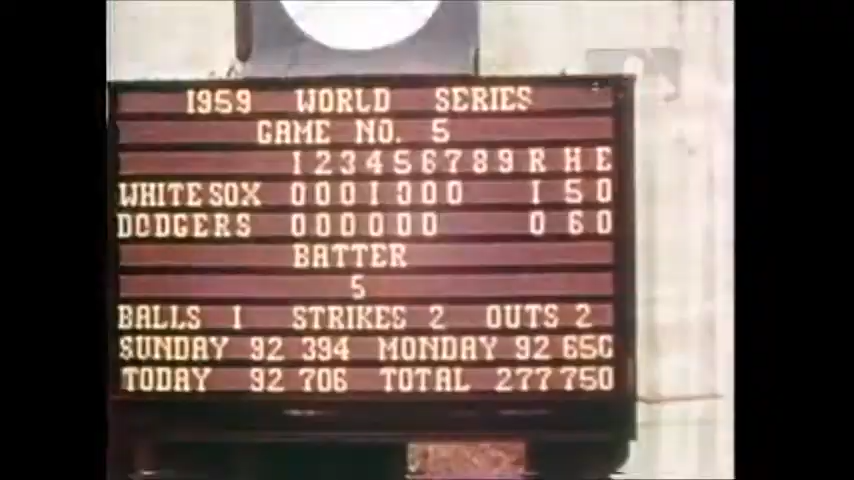 1959 WORLD SERIES
GAME NO. 5
1 2 3 4 5 6 7 8 9 R H E
WHITE SOX 0 0 0 1 0 0 0 1 5 0
DODGERS 0 0 0 0 0 0 0 6 0
BATTER
5
BALLS 1 STRIKES 2 OUTS 2
SUNDAY 92 394 MONDAY 92 650
TODAY 92 706 TOTAL 277 750